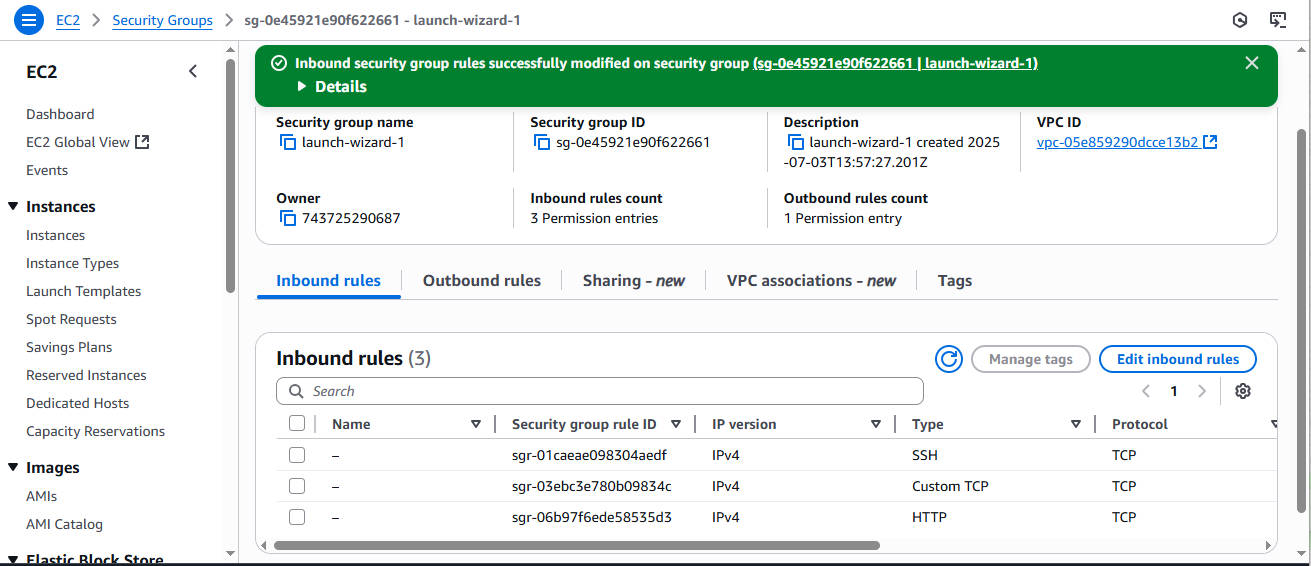 EC2 > Security Groups > sg-0e45921e90f622661 - launch-wizard-1
EC2
Dashboard
EC2 Global View
Events
Instances
Instances
Instance Types
Launch Templates
Spot Requests
Savings Plans
Reserved Instances
Dedicated Hosts
Capacity Reservations
Images
AMIs
AMI Catalog
Elastic Block Store
Inbound security group rules successfully modified on security group (sg-0e45921e90f622661 | launch-wizard-1)
Details
Security group name
launch-wizard-1
Security group ID
sg-0e45921e90f622661
Description
launch-wizard-1 created 2025
-07-03T13:57:27.201Z
VPC ID
vpc-05e859290dcce13b2
Owner
743725290687
Inbound rules count
3 Permission entries
Outbound rules count
1 Permission entry
Inbound rules Outbound rules Sharing - new VPC associations - new Tags
Inbound rules (3)
Manage tags
Edit inbound rules
Search
1
Name Security group rule ID IP version Type Protocol
– sgr-01caeae098304aedf IPv4 SSH TCP
– sgr-03ebc3e780b09834c IPv4 Custom TCP TCP
– sgr-06b97f6ede58535d3 IPv4 HTTP TCP